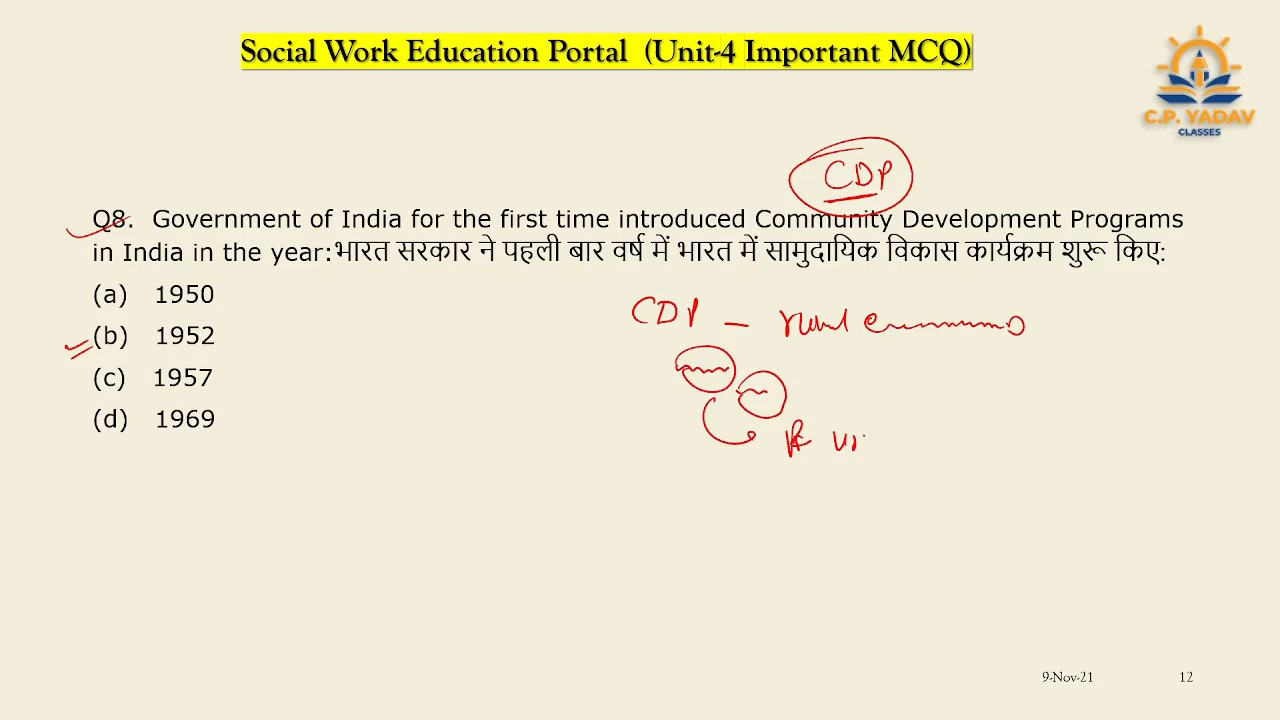 Social Work Education Portal (Unit-4 Important MCQ)
C.P. YADAV
CLASSES
CDP
Q8. Government of India for the first time introduced Community Development Programs
in India in the year:भारत सरकार ने पहली बार वर्ष में भारत में सामुदायिक विकास कार्यक्रम शुरू किए:
(a) 1950
(b) 1952
(c) 1957
(d) 1969
CDP –
9-Nov-21
12